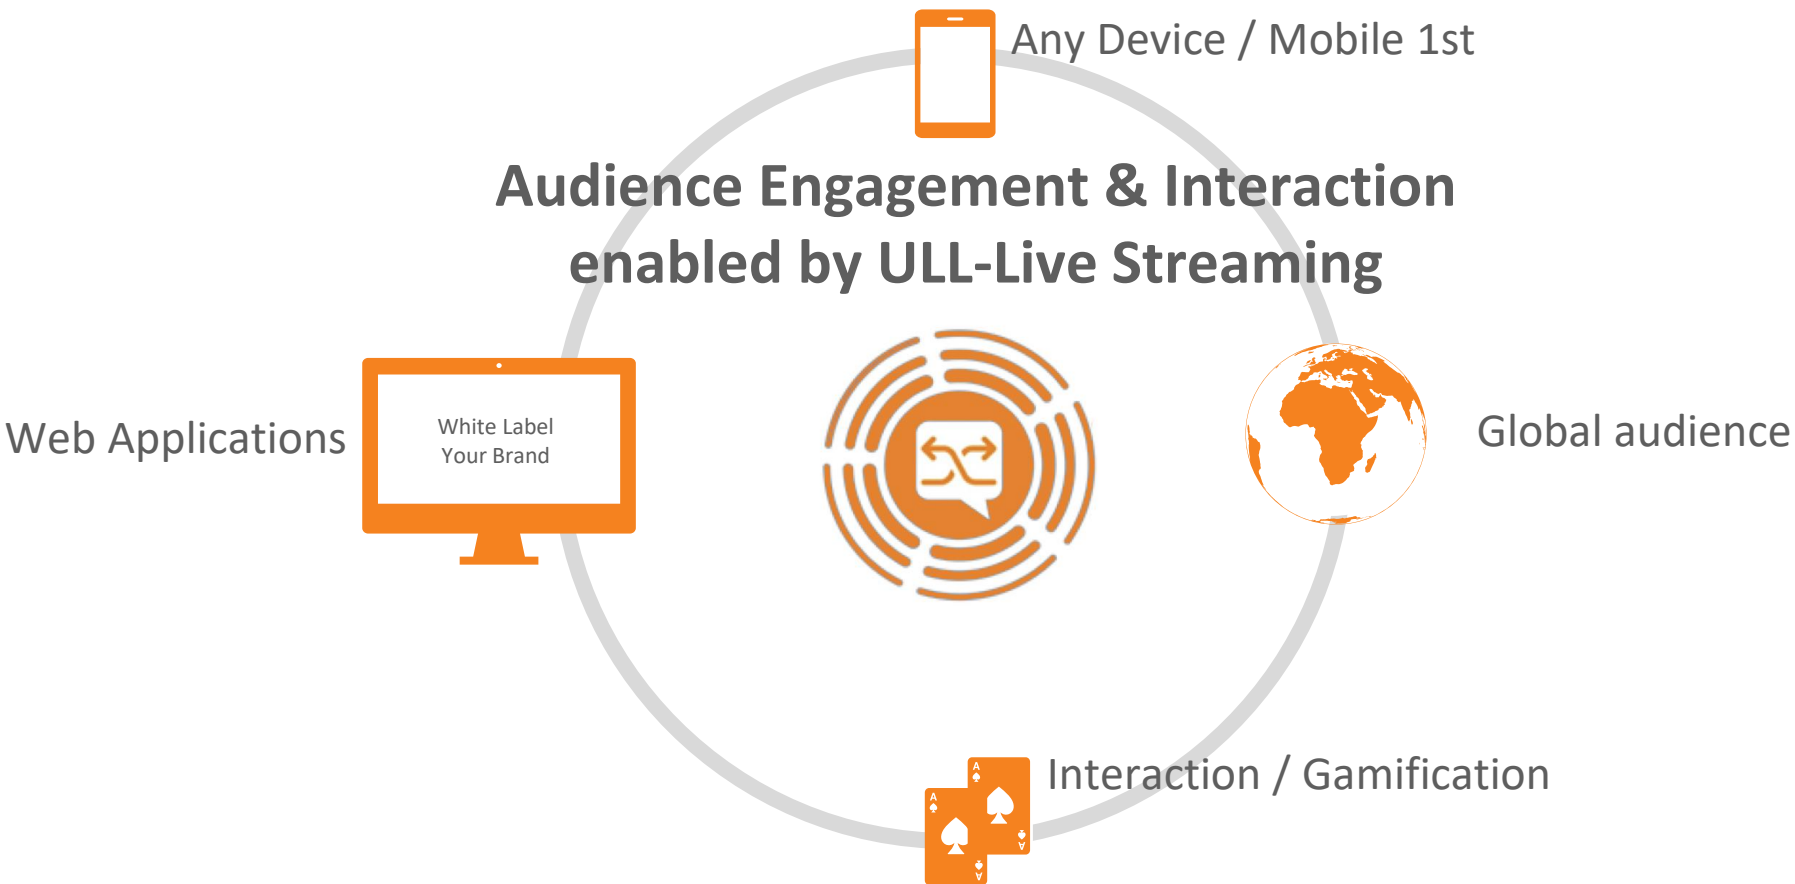 Any Device / Mobile 1st
Audience Engagement & Interaction
enabled by ULL-Live Streaming
Web Applications
White Label
Your Brand
Global audience
Interaction / Gamification
A
A
A
A